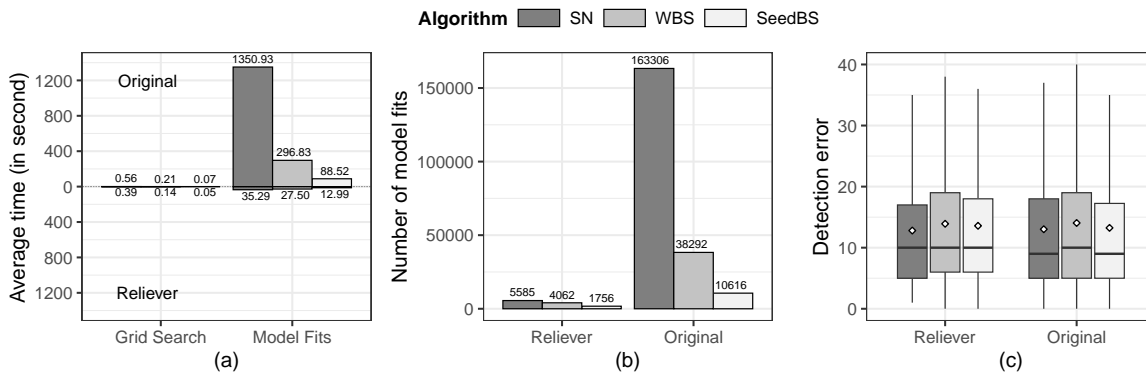 Algorithm SN WBS SeedBS
Average time (in second)
1200
800
400
0
400
800
1200
Original
Reliever
1350.93
296.83
88.52
0.56 0.21 0.07
0.39 0.14 0.05
35.29 27.50 12.99
Grid Search Model Fits
(a)
Number of model fits
150000
100000
50000
0
163306
38292
10616
5585 4062 1756
Reliever Original
(b)
Detection error
40
30
20
10
0
Reliever Original
(c)